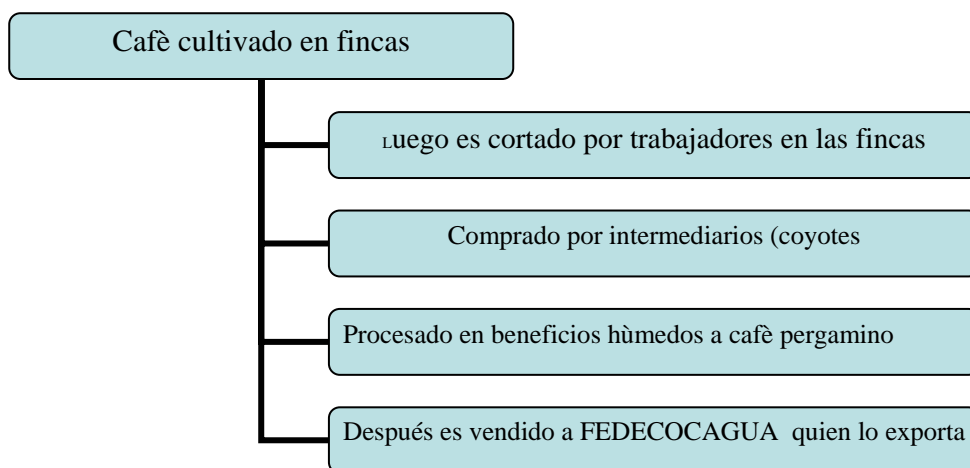 Cafè cultivado en fincas
Luego es cortado por trabajadores en las fincas
Comprado por intermediarios (coyotes
Procesado en beneficios hùmedos a cafè pergamino
Después es vendido a FEDECOCAGUA quien lo exporta